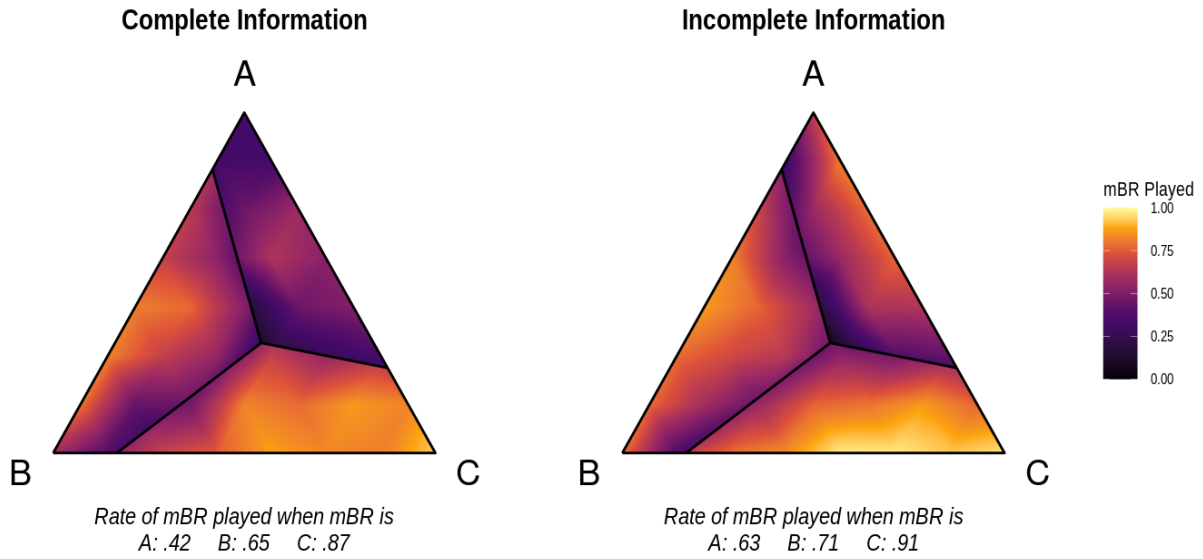 Complete Information
Incomplete Information
A
A
mBR Played
1.00
0.75
0.50
0.25
0.00
B
C
B
C
Rate of mBR played when mBR is
A: .42 B: .65 C: .87
Rate of mBR played when mBR is
A: .63 B: .71 C: .91